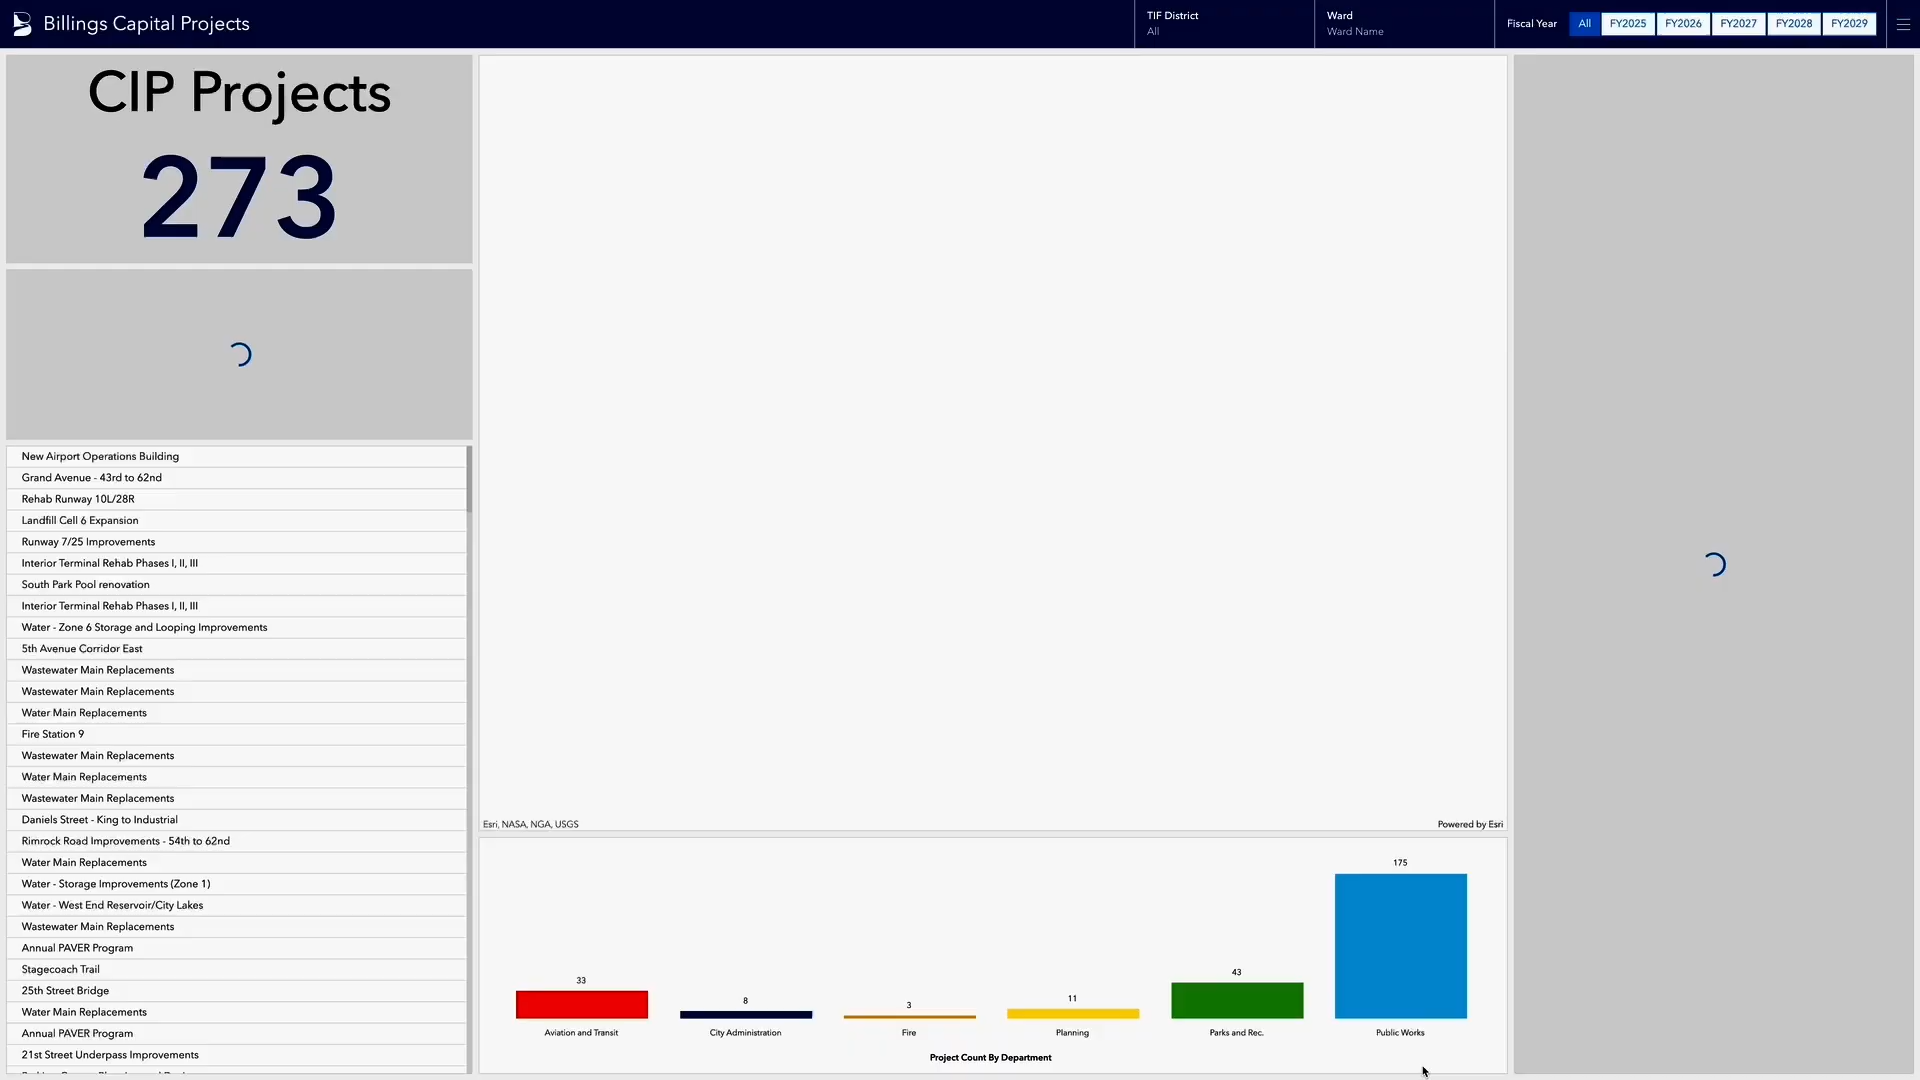 Billings Capital Projects
TIF District
All
Ward
Ward Name
Fiscal Year
All
FY2025
FY2026
FY2027
FY2028
FY2029
CIP Projects
273
New Airport Operations Building
Grand Avenue - 43rd to 62nd
Rehab Runway 10L/28R
Landfill Cell 6 Expansion
Runway 7/25 Improvements
Interior Terminal Rehab Phases I, II, III
South Park Pool renovation
Interior Terminal Rehab Phases I, II, III
Water - Zone 6 Storage and Looping Improvements
5th Avenue Corridor East
Wastewater Main Replacements
Wastewater Main Replacements
Water Main Replacements
Fire Station 9
Wastewater Main Replacements
Water Main Replacements
Wastewater Main Replacements
Daniels Street - King to Industrial
Rimrock Road Improvements - 54th to 62nd
Water Main Replacements
Water - Storage Improvements (Zone 1)
Water - West End Reservoir/City Lakes
Wastewater Main Replacements
Annual PAVER Program
Stagecoach Trail
25th Street Bridge
Water Main Replacements
Annual PAVER Program
21st Street Underpass Improvements
Esri, NASA, NGA, USGS
Powered by Esri
33
8
3
11
43
175
Aviation and Transit
City Administration
Fire
Planning
Parks and Rec.
Public Works
Project Count By Department